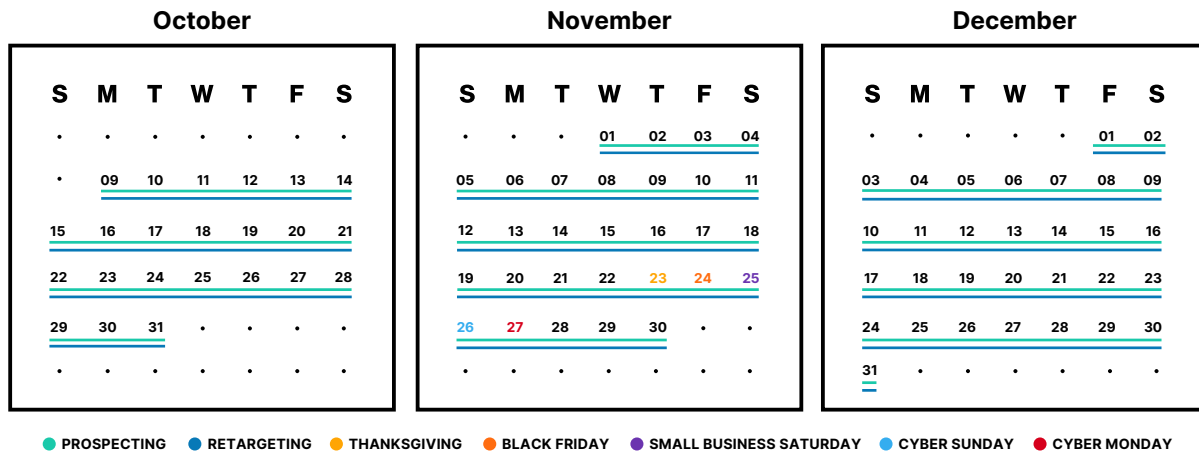 October
S M T W T F S
09 10 11 12 13 14
15 16 17 18 19 20 21
22 23 24 25 26 27 28
29 30 31
November
S M T W T F S
01 02 03 04
05 06 07 08 09 10 11
12 13 14 15 16 17 18
19 20 21 22 23 24 25
26 27 28 29 30
December
S M T W T F S
01 02
03 04 05 06 07 08 09
10 11 12 13 14 15 16
17 18 19 20 21 22 23
24 25 26 27 28 29 30
31
PROSPECTING RETARGETING THANKSGIVING BLACK FRIDAY SMALL BUSINESS SATURDAY CYBER SUNDAY CYBER MONDAY